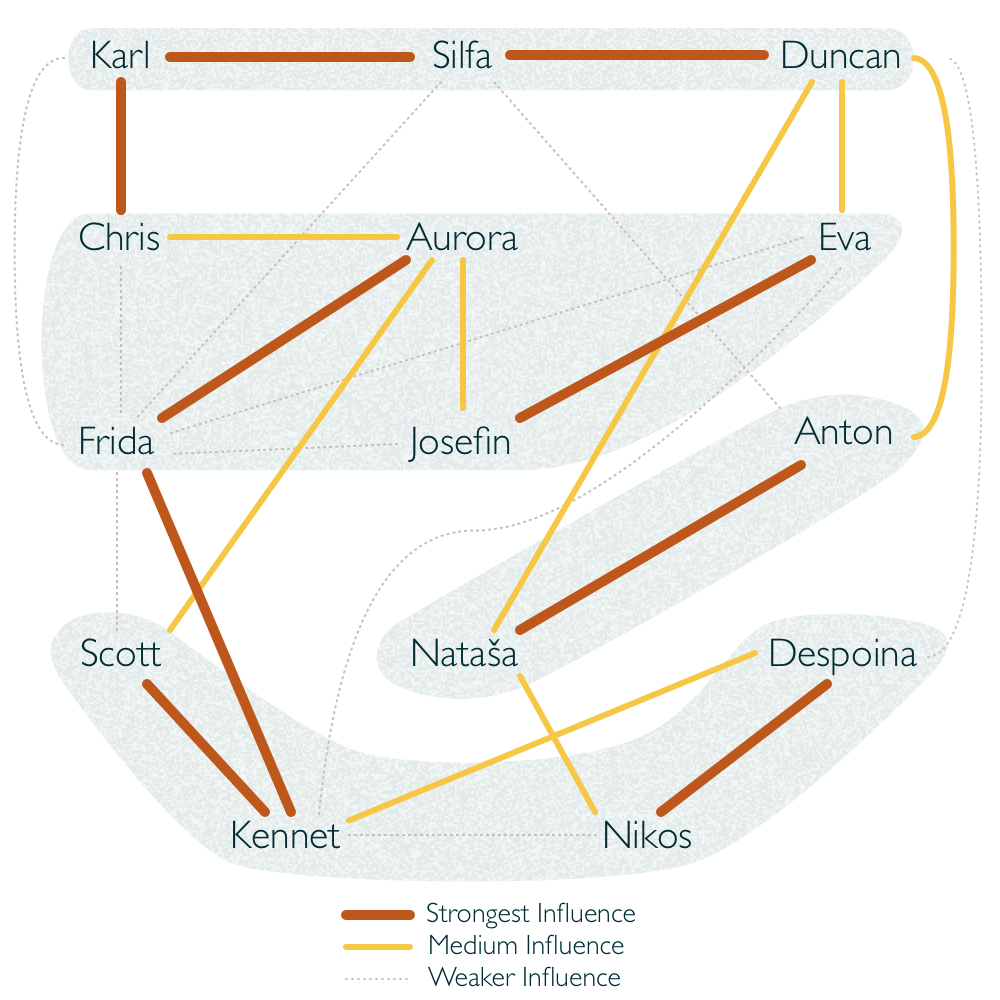 Karl Silfa Duncan
Chris Aurora Eva
Frida Josefin Anton
Scott Nataša Despoina
Kennet Nikos
Strongest Influence
Medium Influence
Weaker Influence